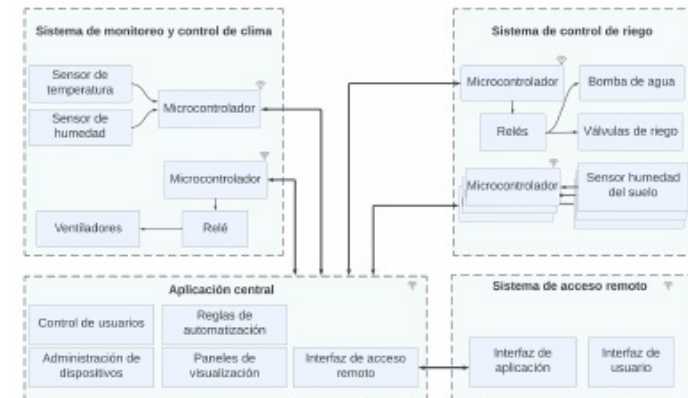 Sistema de monitoreo y control de clima
Sensor de
temperatura
Sensor de
humedad
Microcontrolador
Microcontrolador
Ventiladores
Relé
Sistema de control de riego
Microcontrolador
Bomba de agua
Relés
Válvulas de riego
Microcontrolador
Sensor humedad
del suelo
Aplicación central
Control de usuarios
Reglas de
automatización
Administración de
dispositivos
Paneles de
visualización
Interfaz de acceso
remoto
Sistema de acceso remoto
Interfaz de
aplicación
Interfaz de
usuario